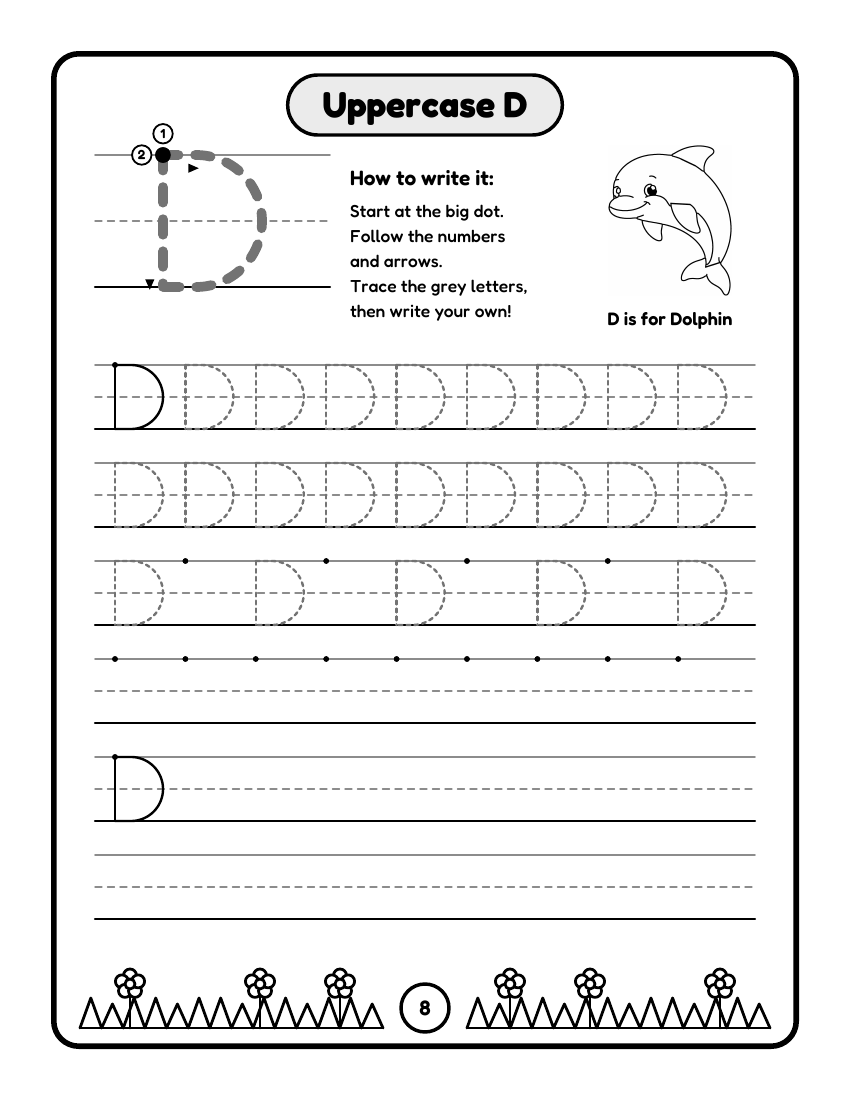 Uppercase D
1
2
How to write it:
Start at the big dot.
Follow the numbers
and arrows.
Trace the grey letters,
then write your own!
D is for Dolphin
D D D D D D D D D
D D D D D D D D D
D D D D D
D
8